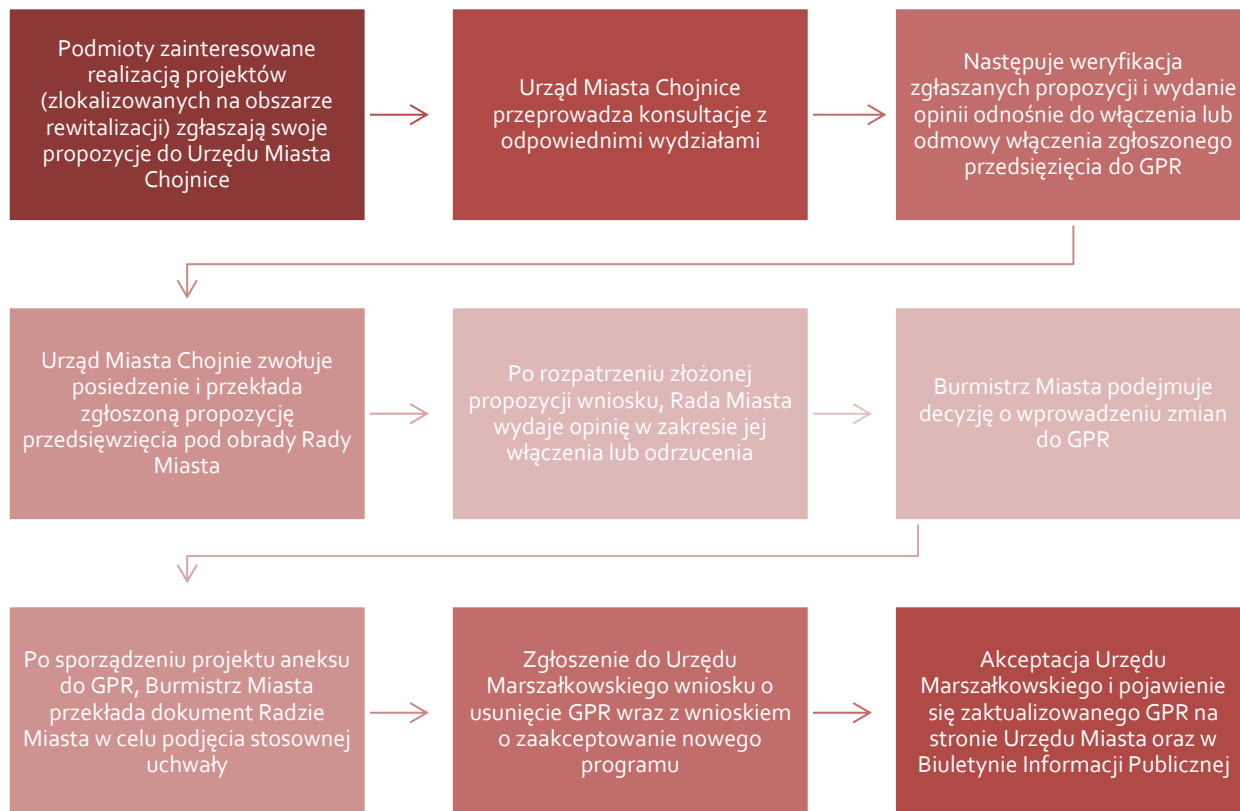 Podmioty zainteresowane
realizacją projektów
(zlokalizowanych na obszarze
rewitalizacji) zgłaszają swoje
propozycje do Urzędu Miasta
Chojnice
Urząd Miasta Chojnice
przeprowadza konsultacje z
odpowiednimi wydziałami
Następuje weryfikacja
zgłaszanych propozycji i wydanie
opinii odnośnie do włączenia lub
odmowy włączenia zgłoszonego
przedsięzięcia do GPR
Urząd Miasta Chojnie zwołuje
posiedzenie i przekłada
zgłoszoną propozycję
przedsięwzięcia pod obrady Rady
Miasta
Po rozpatrzeniu złożonej
propozycji wniosku, Rada Miasta
wydaje opinię w zakresie jej
włączenia lub odrzucenia
Burmistrz Miasta podejmuje
decyzję o wprowadzeniu zmian
do GPR
Po sporządzeniu projektu aneksu
do GPR, Burmistrz Miasta
przekłada dokument Radzie
Miasta w celu podjęcia stosownej
uchwały
Zgłoszenie do Urzędu
Marszałkowskiego wniosku o
usunięcie GPR wraz z wnioskiem
o zaakceptowanie nowego
programu
Akceptacja Urzędu
Marszałkowskiego i pojawienie
się zaktualizowanego GPR na
stronie Urzędu Miasta oraz w
Biuletynie Informacji Publicznej